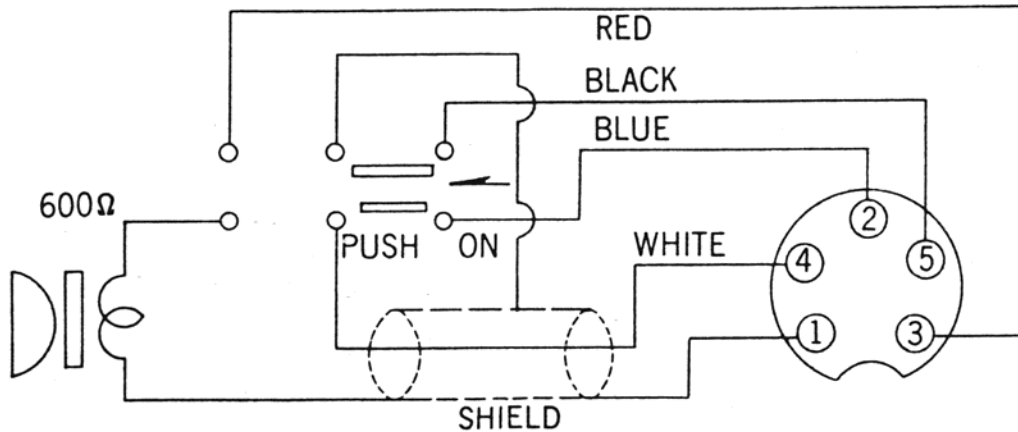 RED
BLACK
BLUE
600Ω
PUSH ON
WHITE
2
4
5
1
3
SHIELD